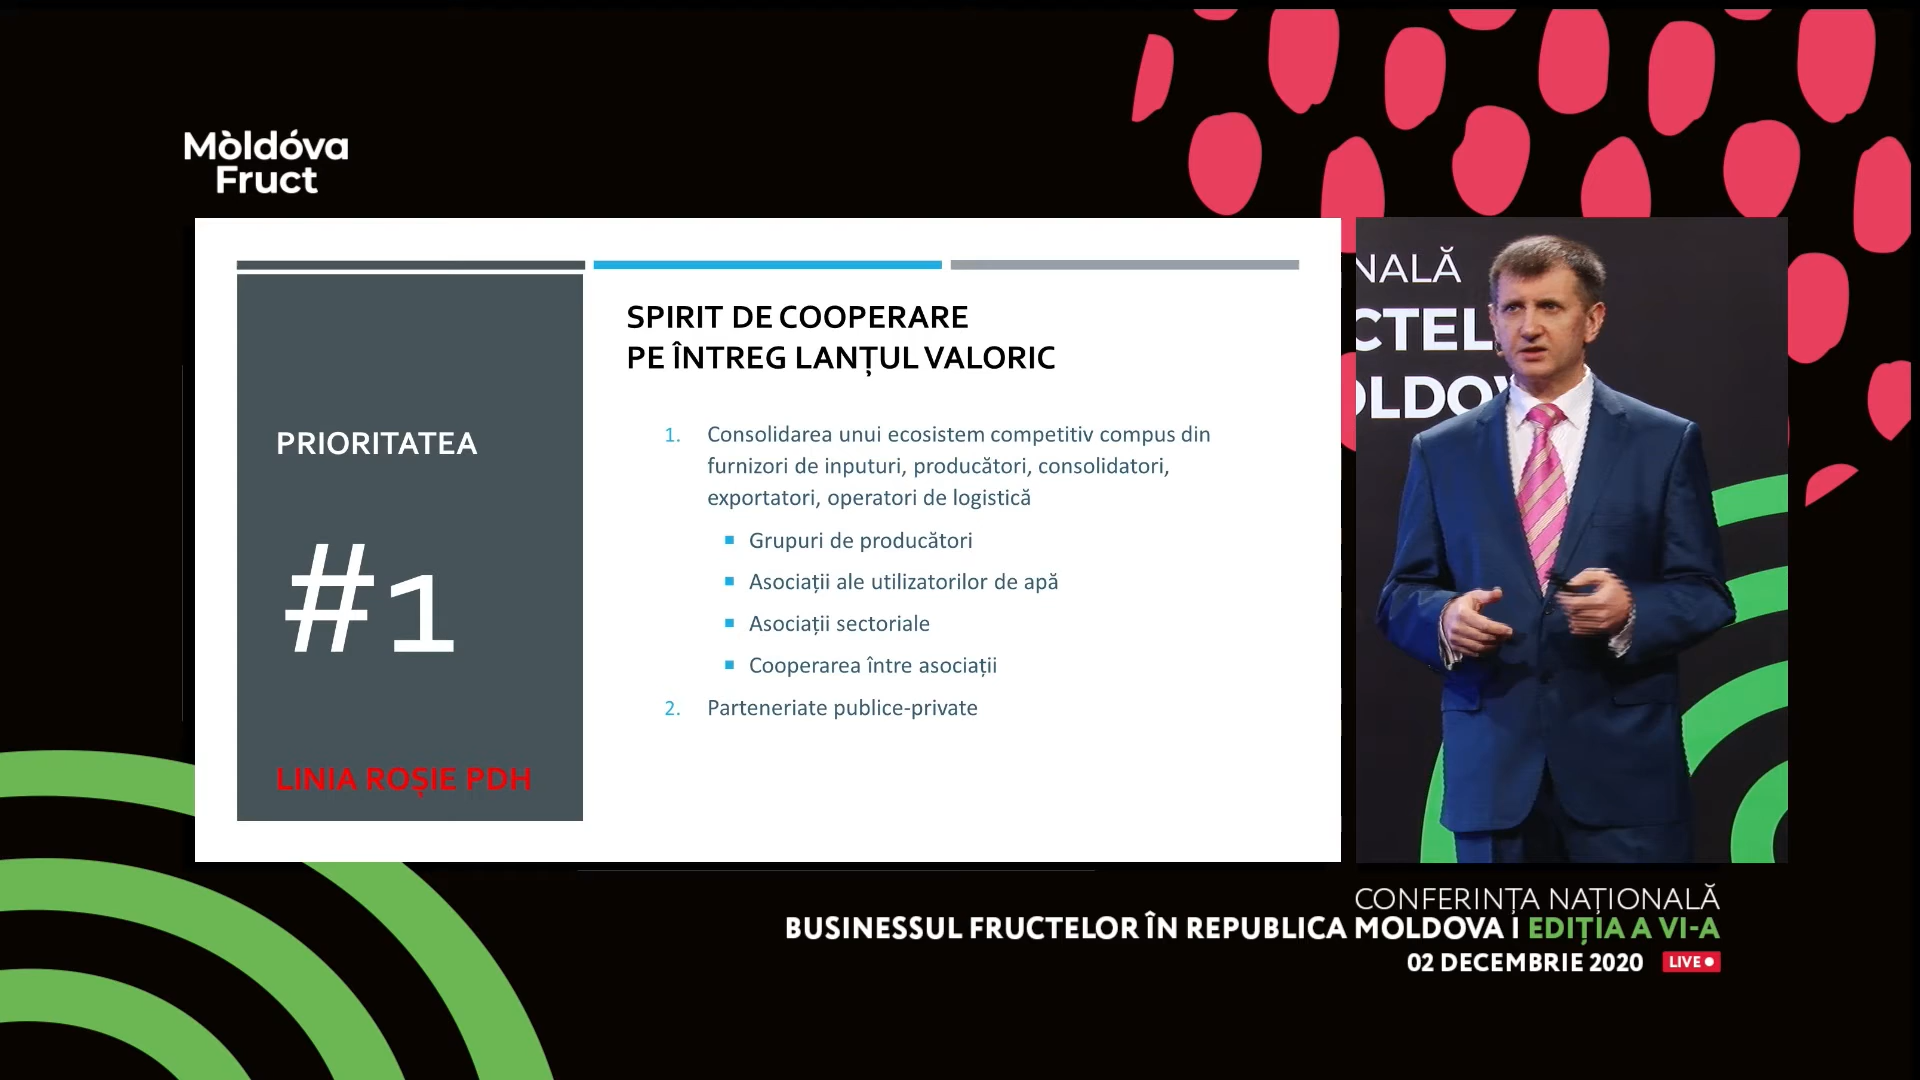 Mòldóva
Fruct
PRIORITATEA
#1
LINIA ROȘIE PDH
SPIRIT DE COOPERARE
PE ÎNTREG LANȚUL VALORIC
1. Consolidarea unui ecosistem competitiv compus din
furnizori de inputuri, producători, consolidatori,
exportatori, operatori de logistică
Grupuri de producători
Asociații ale utilizatorilor de apă
Asociații sectoriale
Cooperarea între asociații
2. Parteneriate publice-private
NALĂ
CTEL
OLDOV
CONFERINȚA NAȚIONALĂ
BUSINESSUL FRUCTELOR ÎN REPUBLICA MOLDOVA | EDIȚIA A VI-A
02 DECEMBRIE 2020 LIVE